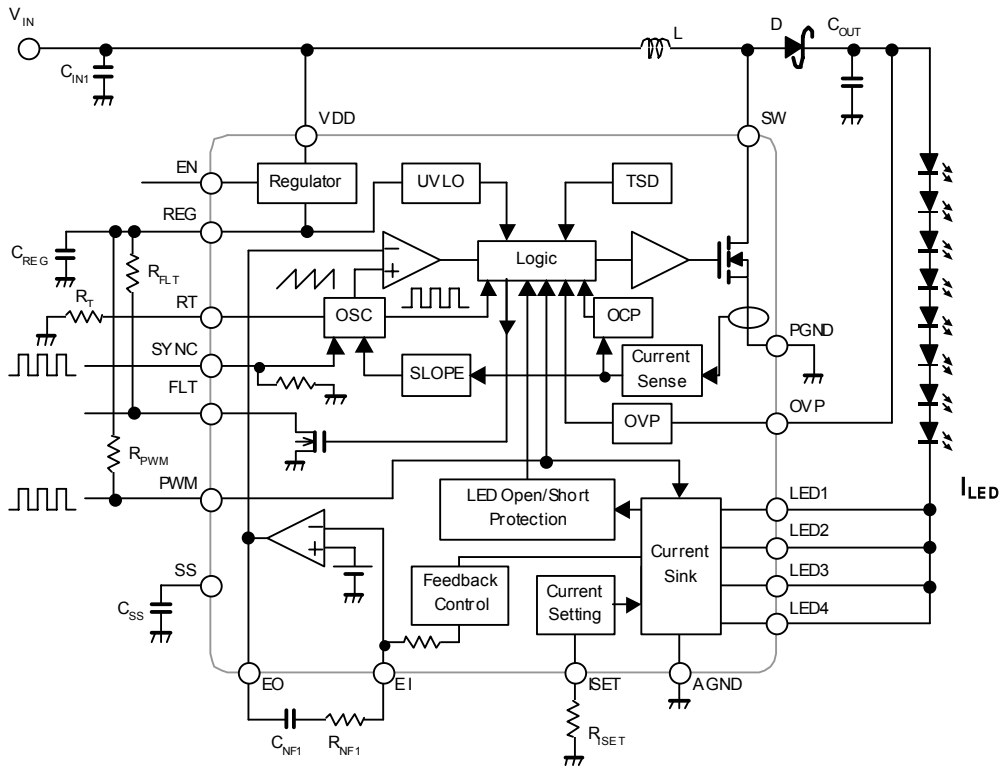 VIN
L
D
COUT
CIN1
VDD
SW
EN
Regulator
UVLO
TSD
REG
CREG
RFLT
Logic
RT
RT
OSC
OCP
PGND
SYNC
SLOPE
Current
Sense
FLT
OVP
OVP
RPWM
PWM
LED Open/Short
Protection
LED1
ILED
LED2
Current
Sink
LED3
SS
Feedback
Control
Current
Setting
LED4
CSS
EO
EI
ISET
AGND
CNF1
RNF1
RISET